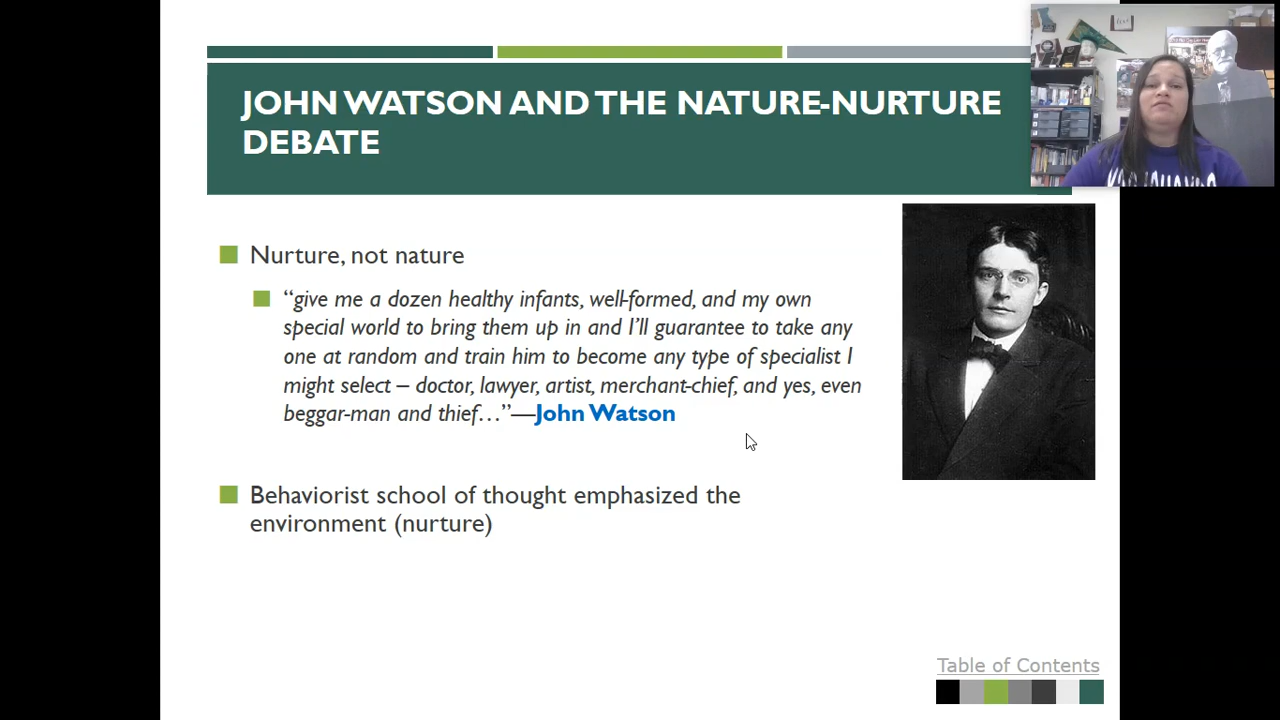 JOHN WATSON AND THE NATURE-NURTURE
DEBATE
Nurture, not nature
“give me a dozen healthy infants, well-formed, and my own
special world to bring them up in and I’ll guarantee to take any
one at random and train him to become any type of specialist I
might select – doctor, lawyer, artist, merchant-chief, and yes, even
beggar-man and thief…”—John Watson
Behaviorist school of thought emphasized the
environment (nurture)
Table of Contents